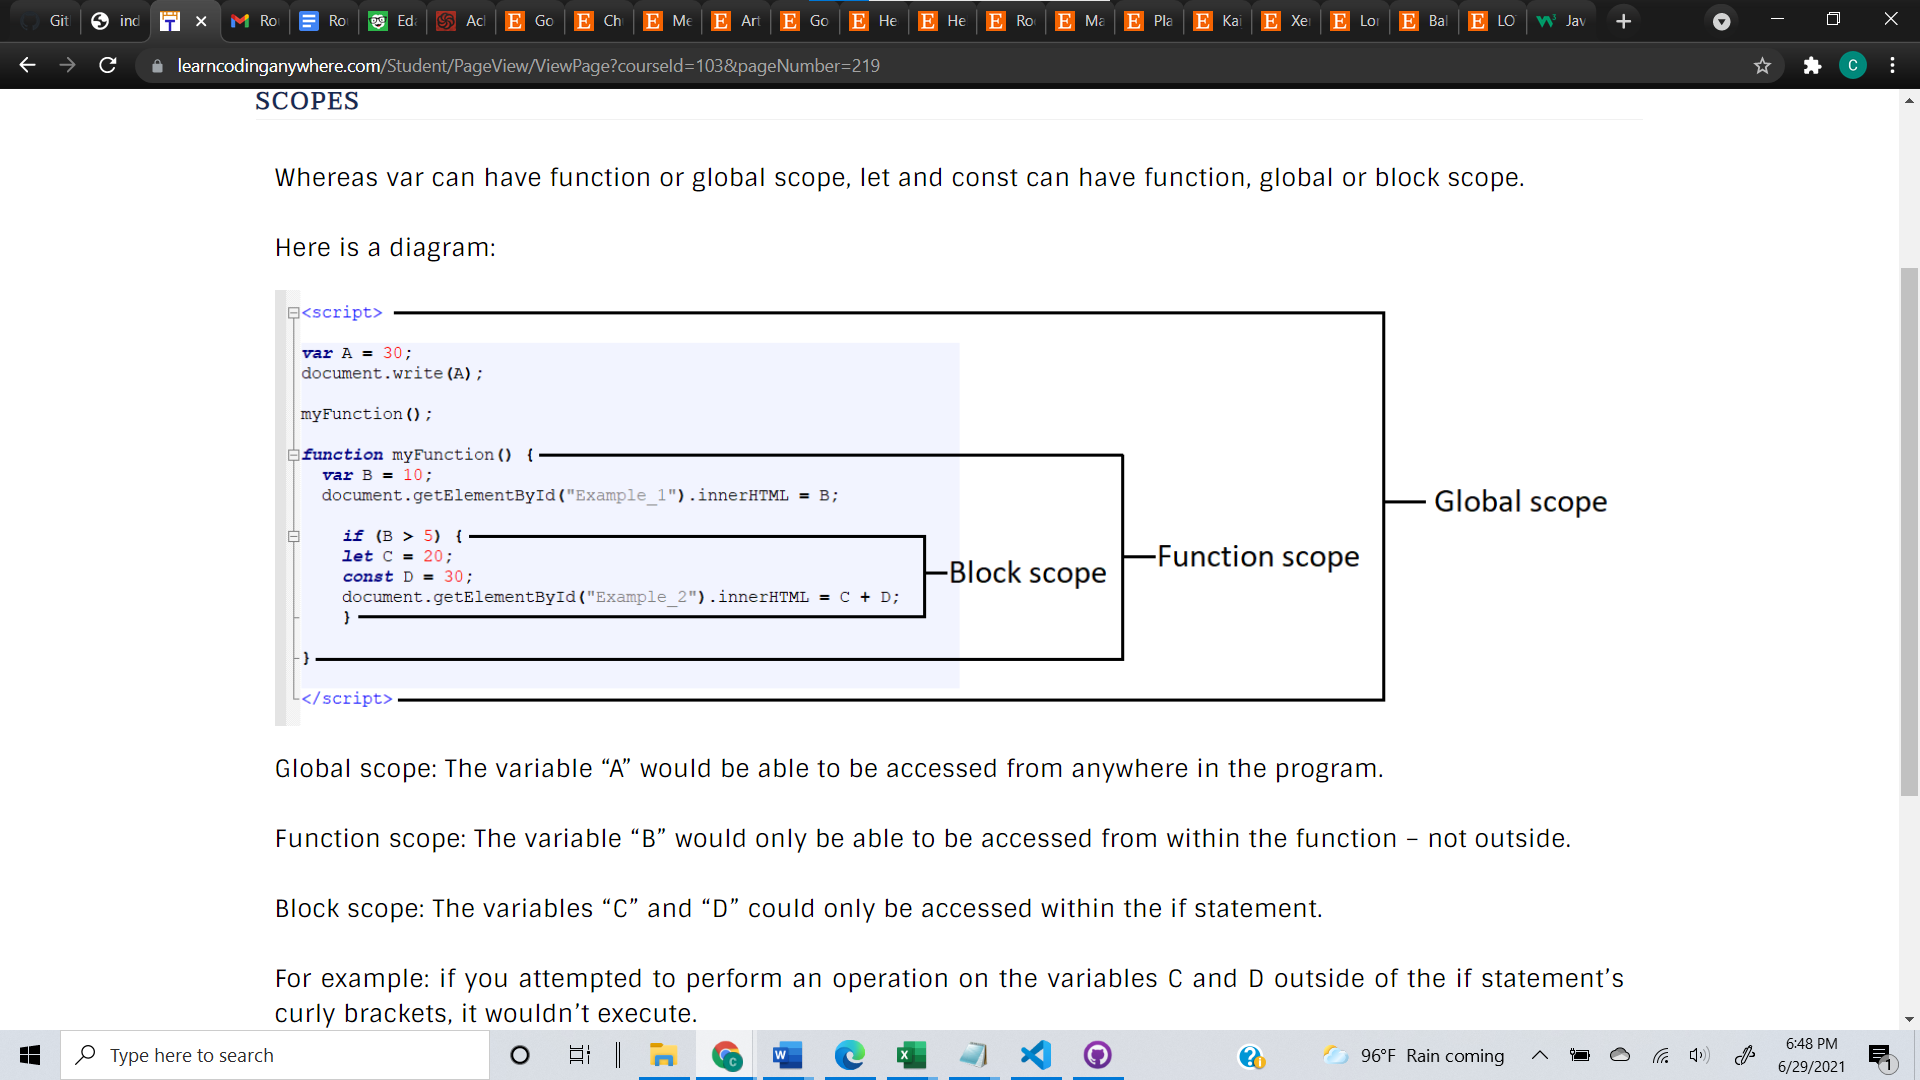 Git
ind
Ro
Ro
Ed
Acl
Go
Ch
Me
Art
Go
He
He
Ro
Ma
Pla
Kai
Xe
Lor
Bal
LO
Jav
learncodinganywhere.com/Student/PageView/ViewPage?courseId=103&pageNumber=219
C
SCOPES
Whereas var can have function or global scope, let and const can have function, global or block scope.
Here is a diagram:
<script>
var A = 30;
document.write(A);
myFunction();
function myFunction() {
var B = 10;
document.getElementById("Example_1").innerHTML = B;
if (B > 5) {
let C = 20;
const D = 30;
document.getElementById("Example_2").innerHTML = C + D;
}
}
</script>
Block scope
Function scope
Global scope
Global scope: The variable “A” would be able to be accessed from anywhere in the program.
Function scope: The variable “B” would only be able to be accessed from within the function – not outside.
Block scope: The variables “C” and “D” could only be accessed within the if statement.
For example: if you attempted to perform an operation on the variables C and D outside of the if statement’s
curly brackets, it wouldn’t execute.
Type here to search
96°F Rain coming
6:48 PM
6/29/2021
1